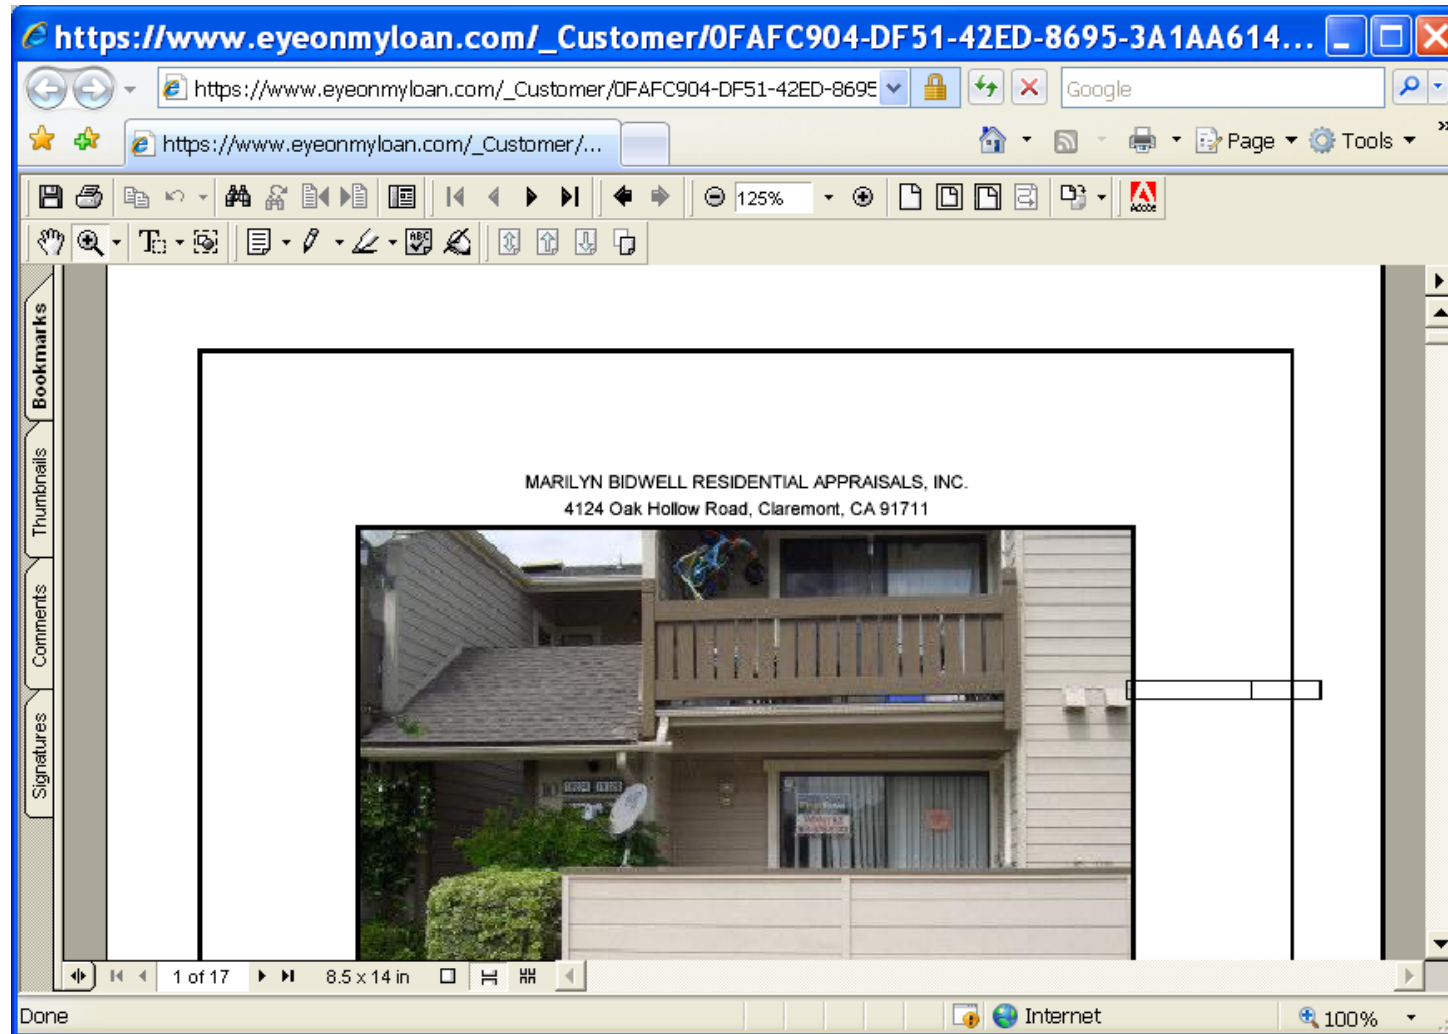 https://www.eyeonmyloan.com/_Customer/0FAFC904-DF51-42ED-8695-3A1AA614...
https://www.eyeonmyloan.com/_Customer/0FAFC904-DF51-42ED-8695
Google
https://www.eyeonmyloan.com/_Customer/...
Page
Tools
125%
Adobe
ABC
Bookmarks
Thumbnails
Comments
Signatures
MARILYN BIDWELL RESIDENTIAL APPRAISALS, INC.
4124 Oak Hollow Road, Claremont, CA 91711
1 of 17
8.5 x 14 in
Done
Internet
100%